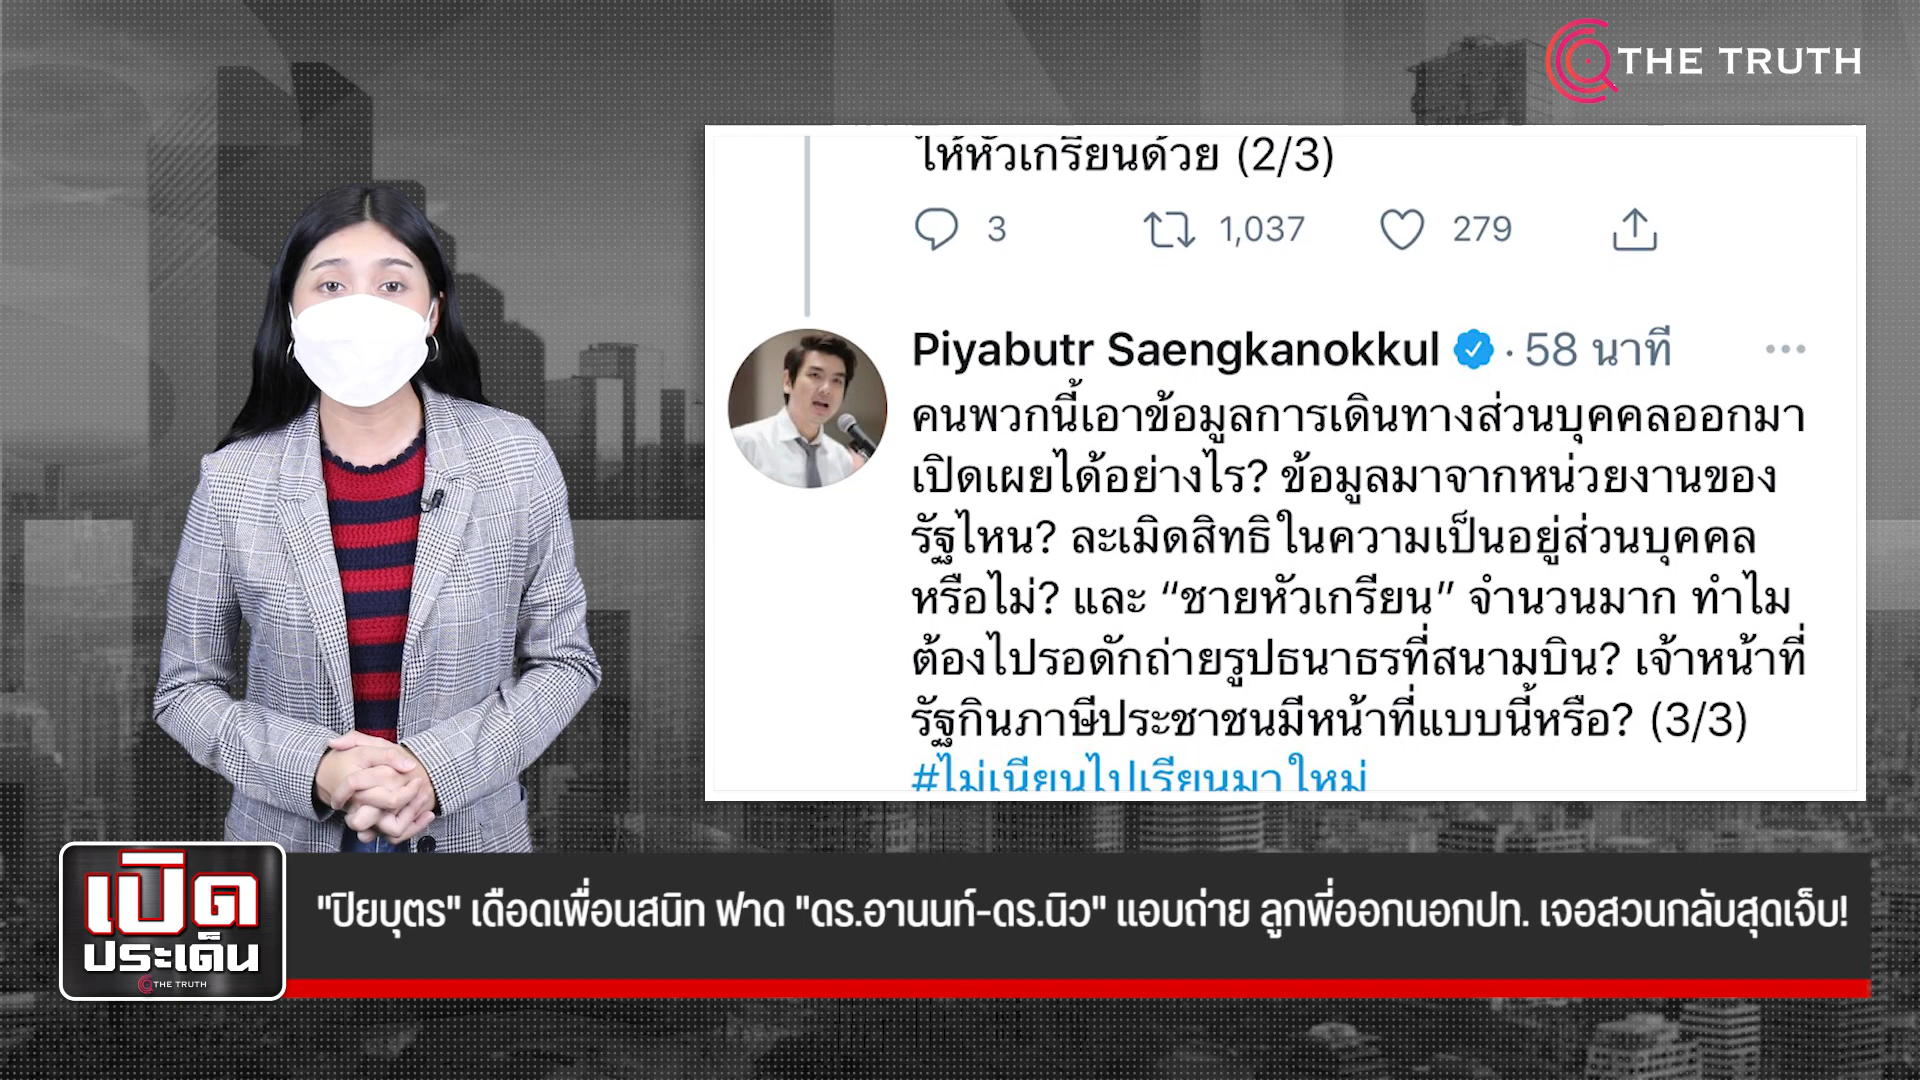 THE TRUTH
ให้หัวเกรียนด้วย (2/3)
3 1,037 279
Piyabutr Saengkanokkul · 58 นาที
คนพวกนี้เอาข้อมูลการเดินทางส่วนบุคคลออกมา
เปิดเผยได้อย่างไร? ข้อมูลมาจากหน่วยงานของ
รัฐไหน? ละเมิดสิทธิในความเป็นอยู่ส่วนบุคคล
หรือไม่? และ “ชายหัวเกรียน” จำนวนมาก ทำไม
ต้องไปรอดักถ่ายรูปธนาธรที่สนามบิน? เจ้าหน้าที่
รัฐกินภาษีประชาชนมีหน้าที่แบบนี้หรือ? (3/3)
#ไม่เนียนไปเรียนมาใหม่
เปิด
ประเด็น
THE TRUTH
"ปิยบุตร" เดือดเพื่อนสนิท ฟาด "ดร.อานนท์-ดร.นิว" แอบถ่าย ลูกพี่ออกนอกปท. เจอสวนกลับสุดเจ็บ!